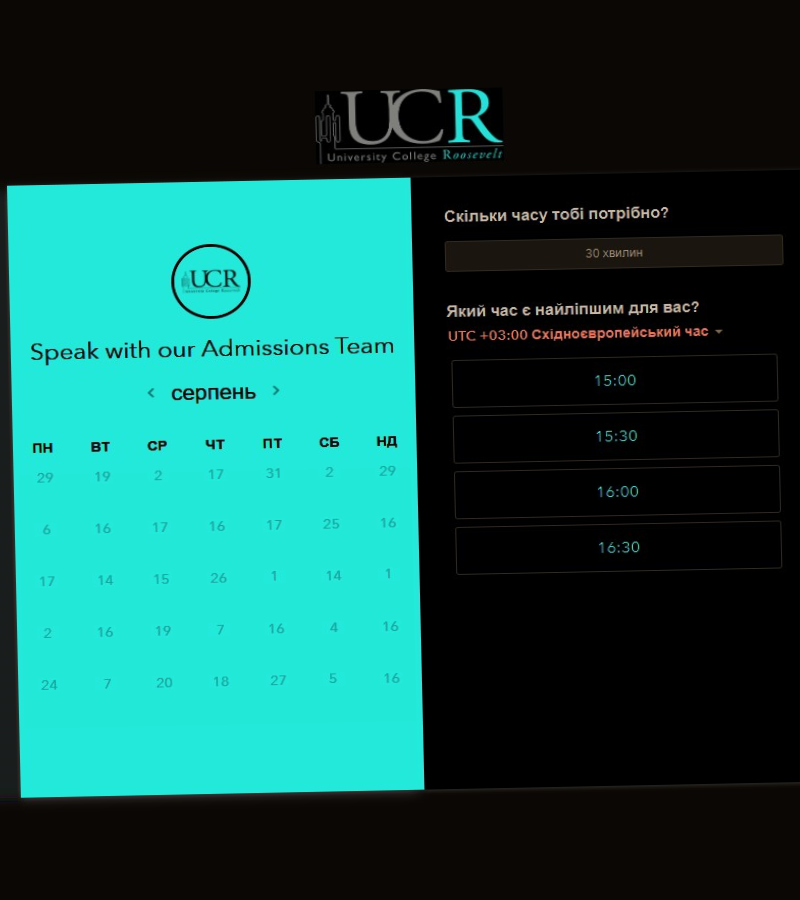 UCR
University College Roosevelt
UCR
Speak with our Admissions Team
серпень
ПН ВТ СР ЧТ ПТ СБ НД
29 19 2 17 31 2 29
6 16 17 16 17 25 16
17 14 15 26 1 14 1
2 16 19 7 16 4 16
24 7 20 18 27 5 16
Скільки часу тобі потрібно?
30 хвилин
Який час є найліпшим для вас?
UTC +03:00 Східноєвропейський час
15:00
15:30
16:00
16:30